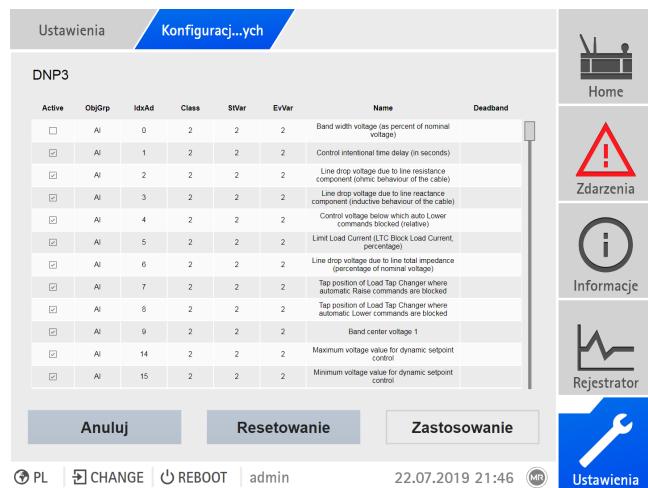 Ustawienia
Konfiguracj...ych
DNP3
Active ObjGrp IdxAd Class StVar EvVar Name Deadband
AI 0 2 2 2 Band width voltage (as percent of nominal
voltage)
AI 1 2 2 2 Control intentional time delay (in seconds)
AI 2 2 2 2 Line drop voltage due to line resistance
component (ohmic behaviour of the cable)
AI 3 2 2 2 Line drop voltage due to line reactance
component (inductive behaviour of the cable)
AI 4 2 2 2 Control voltage below which auto Lower
commands blocked (relative)
AI 5 2 2 2 Limit Load Current (LTC Block Load Current,
percentage)
AI 6 2 2 2 Line drop voltage due to line total impedance
(percentage of nominal voltage)
AI 7 2 2 2 Tap position of Load Tap Changer where
automatic Raise commands are blocked
AI 8 2 2 2 Tap position of Load Tap Changer where
automatic Lower commands are blocked
AI 9 2 2 2 Band center voltage 1
AI 14 2 2 2 Maximum voltage value for dynamic setpoint
control
AI 15 2 2 2 Minimum voltage value for dynamic setpoint
control
Anuluj
Resetowanie
Zastosowanie
PL CHANGE REBOOT admin 22.07.2019 21:46 MR
Home
Zdarzenia
Informacje
Rejestrator
Ustawienia